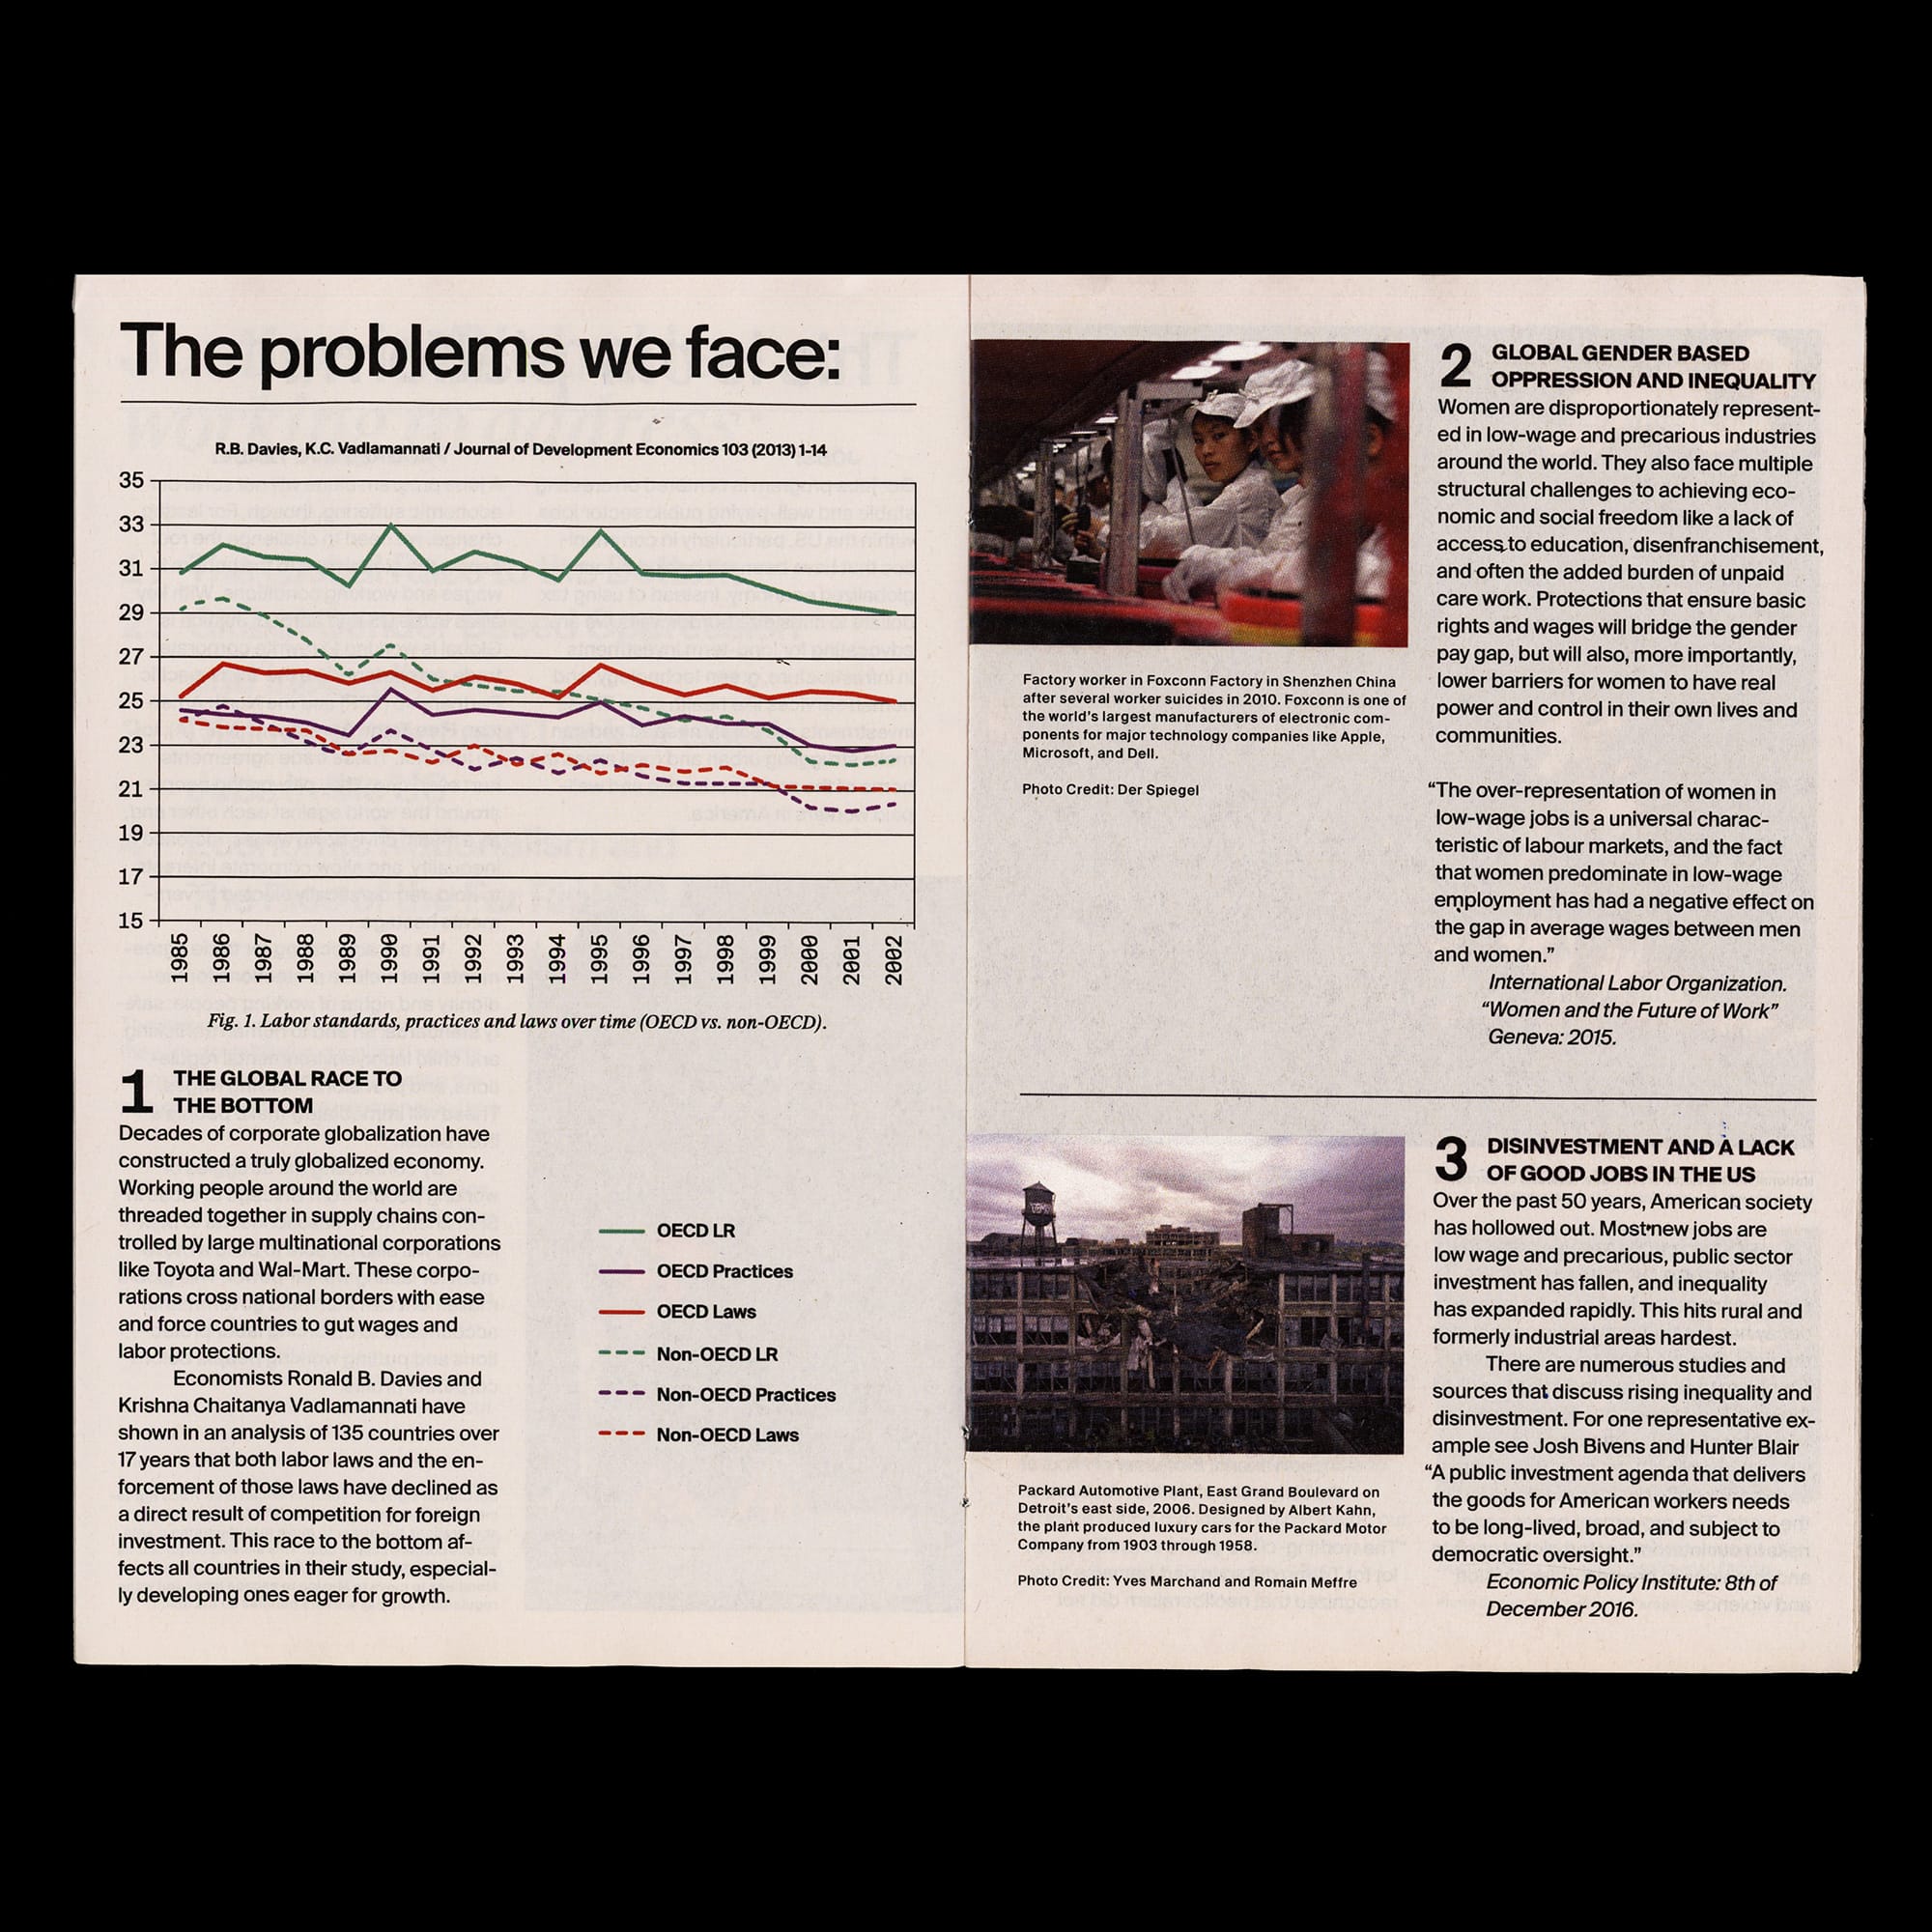 The problems we face:
R.B. Davies, K.C. Vadlamannati / Journal of Development Economics 103 (2013) 1-14
35
33
31
29
27
25
23
21
19
17
15
1985
1986
1987
1988
1989
1990
1991
1992
1993
1994
1995
1996
1997
1998
1999
2000
2001
2002
Fig. 1. Labor standards, practices and laws over time (OECD vs. non-OECD).
1 THE GLOBAL RACE TO
THE BOTTOM
Decades of corporate globalization have
constructed a truly globalized economy.
Working people around the world are
threaded together in supply chains con-
trolled by large multinational corporations
like Toyota and Wal-Mart. These corpo-
rations cross national borders with ease
and force countries to gut wages and
labor protections.
Economists Ronald B. Davies and
Krishna Chaitanya Vadlamannati have
shown in an analysis of 135 countries over
17 years that both labor laws and the en-
forcement of those laws have declined as
a direct result of competition for foreign
investment. This race to the bottom af-
fects all countries in their study, especial-
ly developing ones eager for growth.
OECD LR
OECD Practices
OECD Laws
Non-OECD LR
Non-OECD Practices
Non-OECD Laws
Factory worker in Foxconn Factory in Shenzhen China
after several worker suicides in 2010. Foxconn is one of
the world's largest manufacturers of electronic com-
ponents for major technology companies like Apple,
Microsoft, and Dell.
Photo Credit: Der Spiegel
2 GLOBAL GENDER BASED
OPPRESSION AND INEQUALITY
Women are disproportionately represent-
ed in low-wage and precarious industries
around the world. They also face multiple
structural challenges to achieving eco-
nomic and social freedom like a lack of
access to education, disenfranchisement,
and often the added burden of unpaid
care work. Protections that ensure basic
rights and wages will bridge the gender
pay gap, but will also, more importantly,
lower barriers for women to have real
power and control in their own lives and
communities.
“The over-representation of women in
low-wage jobs is a universal charac-
teristic of labour markets, and the fact
that women predominate in low-wage
employment has had a negative effect on
the gap in average wages between men
and women.”
International Labor Organization.
“Women and the Future of Work”
Geneva: 2015.
Packard Automotive Plant, East Grand Boulevard on
Detroit's east side, 2006. Designed by Albert Kahn,
the plant produced luxury cars for the Packard Motor
Company from 1903 through 1958.
Photo Credit: Yves Marchand and Romain Meffre
3 DISINVESTMENT AND A LACK
OF GOOD JOBS IN THE US
Over the past 50 years, American society
has hollowed out. Most new jobs are
low wage and precarious, public sector
investment has fallen, and inequality
has expanded rapidly. This hits rural and
formerly industrial areas hardest.
There are numerous studies and
sources that discuss rising inequality and
disinvestment. For one representative ex-
ample see Josh Bivens and Hunter Blair
“A public investment agenda that delivers
the goods for American workers needs
to be long-lived, broad, and subject to
democratic oversight.”
Economic Policy Institute: 8th of
December 2016.